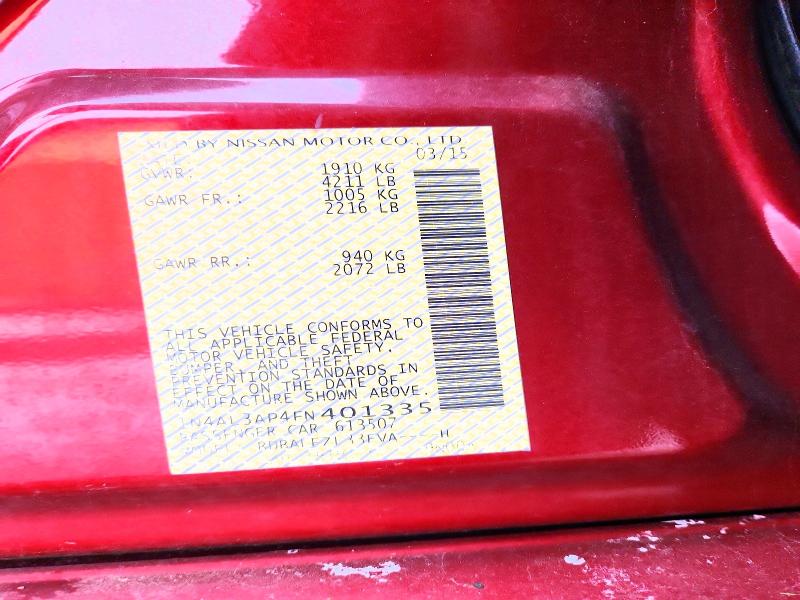 MFD BY NISSAN MOTOR CO., LTD
03/15
GVWR: 1910 KG
4211 LB
GAWR FR.: 1005 KG
2216 LB
GAWR RR.: 940 KG
2072 LB
THIS VEHICLE CONFORMS TO
ALL APPLICABLE FEDERAL
MOTOR VEHICLE SAFETY,
BUMPER, AND THEFT
PREVENTION STANDARDS IN
EFFECT ON THE DATE OF
MANUFACTURE SHOWN ABOVE.
1N4AL3AP4FN401335
PASSENGER CAR 613507